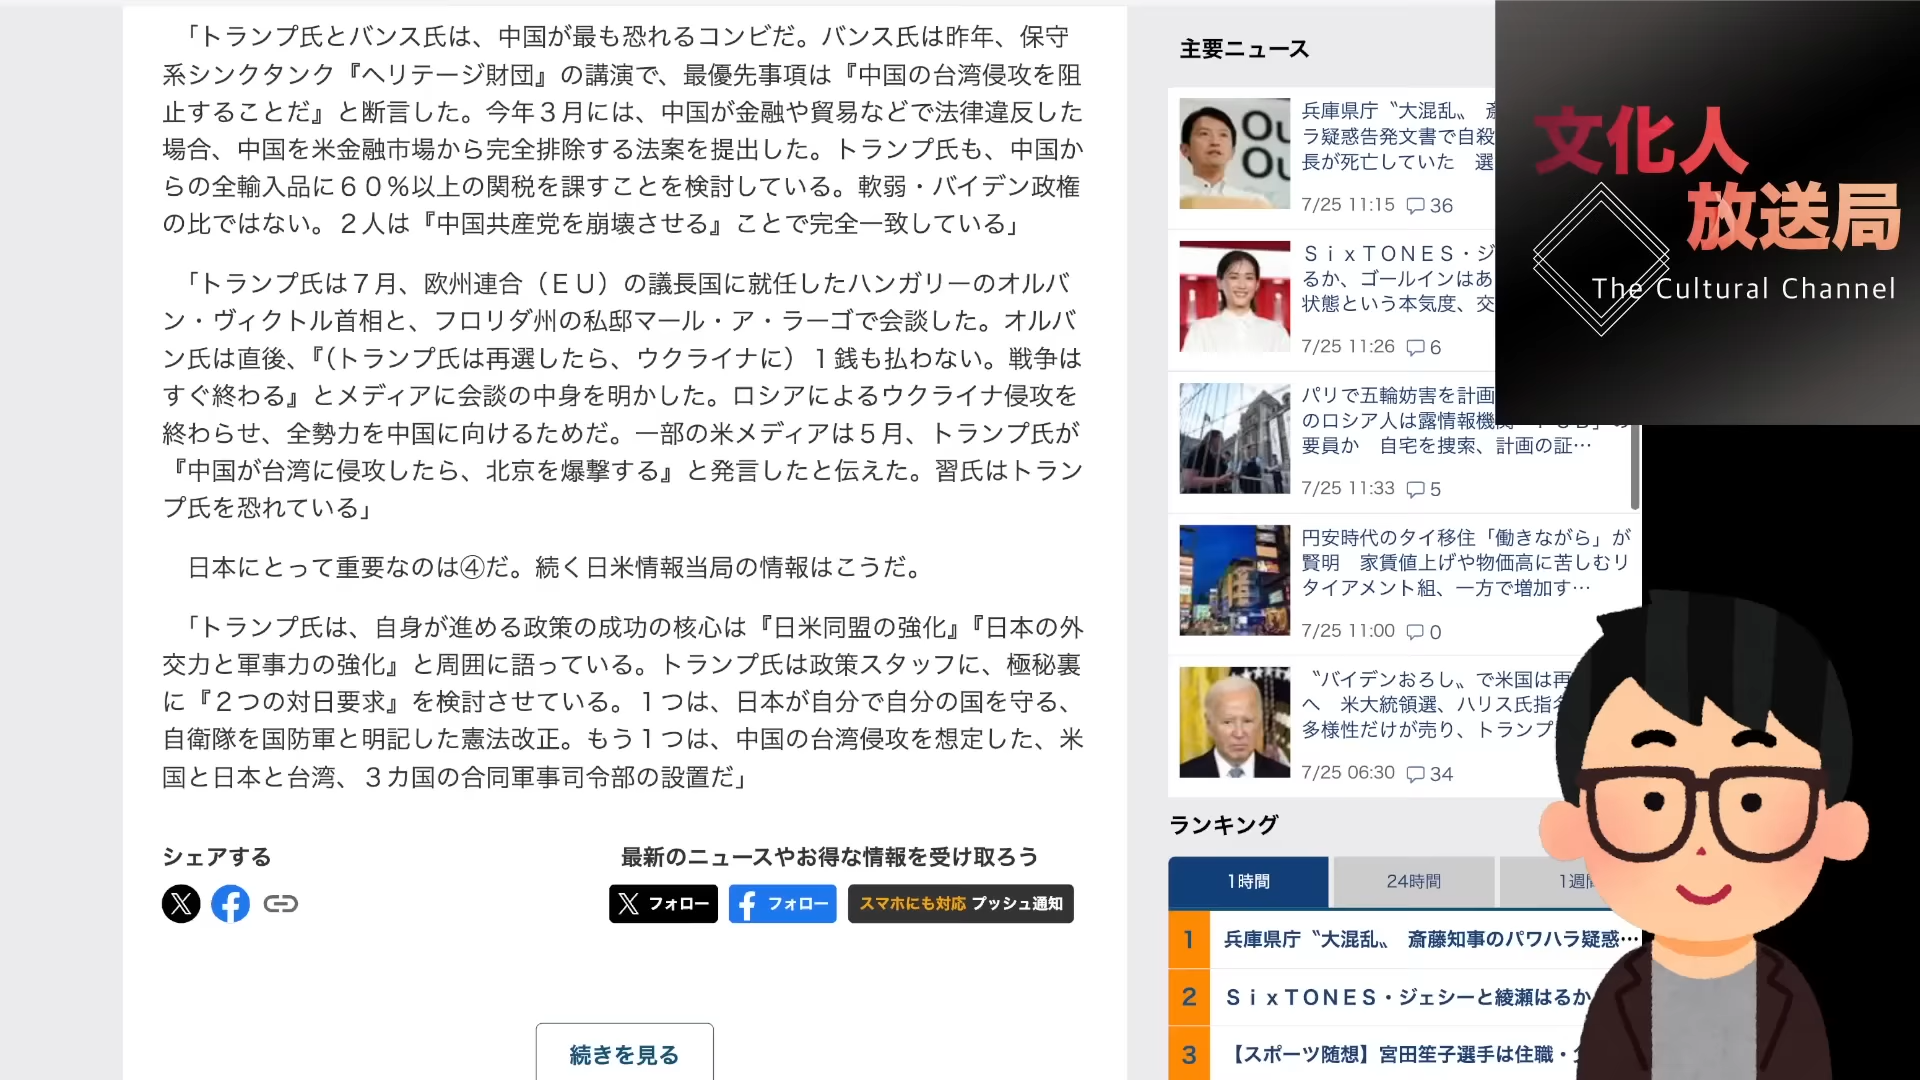 「トランプ氏とバンス氏は、中国が最も恐れるコンビだ。バンス氏は昨年、保守
系シンクタンク『ヘリテージ財団』の講演で、最優先事項は『中国の台湾侵攻を阻
止することだ』と断言した。今年３月には、中国が金融や貿易などで法律違反した
場合、中国を米金融市場から完全排除する法案を提出した。トランプ氏も、中国か
らの全輸入品に６０％以上の関税を課すことを検討している。軟弱・バイデン政権
の比ではない。２人は『中国共産党を崩壊させる』ことで完全一致している」
「トランプ氏は７月、欧州連合（ＥＵ）の議長国に就任したハンガリーのオルバ
ン・ヴィクトル首相と、フロリダ州の私邸マール・ア・ラーゴで会談した。オルバ
ン氏は直後、『（トランプ氏は再選したら、ウクライナに）１銭も払わない。戦争は
すぐ終わる』とメディアに会談の中身を明かした。ロシアによるウクライナ侵攻を
終わらせ、全勢力を中国に向けるためだ。一部の米メディアは５月、トランプ氏が
『中国が台湾に侵攻したら、北京を爆撃する』と発言したと伝えた。習氏はトラン
プ氏を恐れている」
日本にとって重要なのは④だ。続く日米情報当局の情報はこうだ。
「トランプ氏は、自身が進める政策の成功の核心は『日米同盟の強化』『日本の外
交力と軍事力の強化』と周囲に語っている。トランプ氏は政策スタッフに、極秘裏
に『２つの対日要求』を検討させている。１つは、日本が自分で自分の国を守る、
自衛隊を国防軍と明記した憲法改正。もう１つは、中国の台湾侵攻を想定した、米
国と日本と台湾、３カ国の合同軍事司令部の設置だ」
シェアする
最新のニュースやお得な情報を受け取ろう
フォロー
フォロー
スマホにも対応 プッシュ通知
続きを見る
主要ニュース
兵庫県庁〝大混乱〟
ラ疑惑告発文書で自殺
長が死亡していた　選
7/25 11:15 36
ＳｉｘＴＯＮＥＳ・ジ
るか、ゴールインはあ
状態という本気度、交
7/25 11:26 6
パリで五輪妨害を計画
のロシア人は露情報機
要員か　自宅を捜索、計画の証…
7/25 11:33 5
円安時代のタイ移住「働きながら」が
賢明　家賃値上げや物価高に苦しむリ
タイアメント組、一方で増加す…
7/25 11:00 0
〝バイデンおろし〟で米国は再
へ　米大統領選、ハリス氏指名
多様性だけが売り、トランプ
7/25 06:30 34
ランキング
1時間
24時間
1週
1 兵庫県庁〝大混乱〟 斎藤知事のパワハラ疑惑…
2 ＳｉｘＴＯＮＥＳ・ジェシーと綾瀬はるか
3 【スポーツ随想】宮田笙子選手は住職・
文化人
放送局
The Cultural Channel